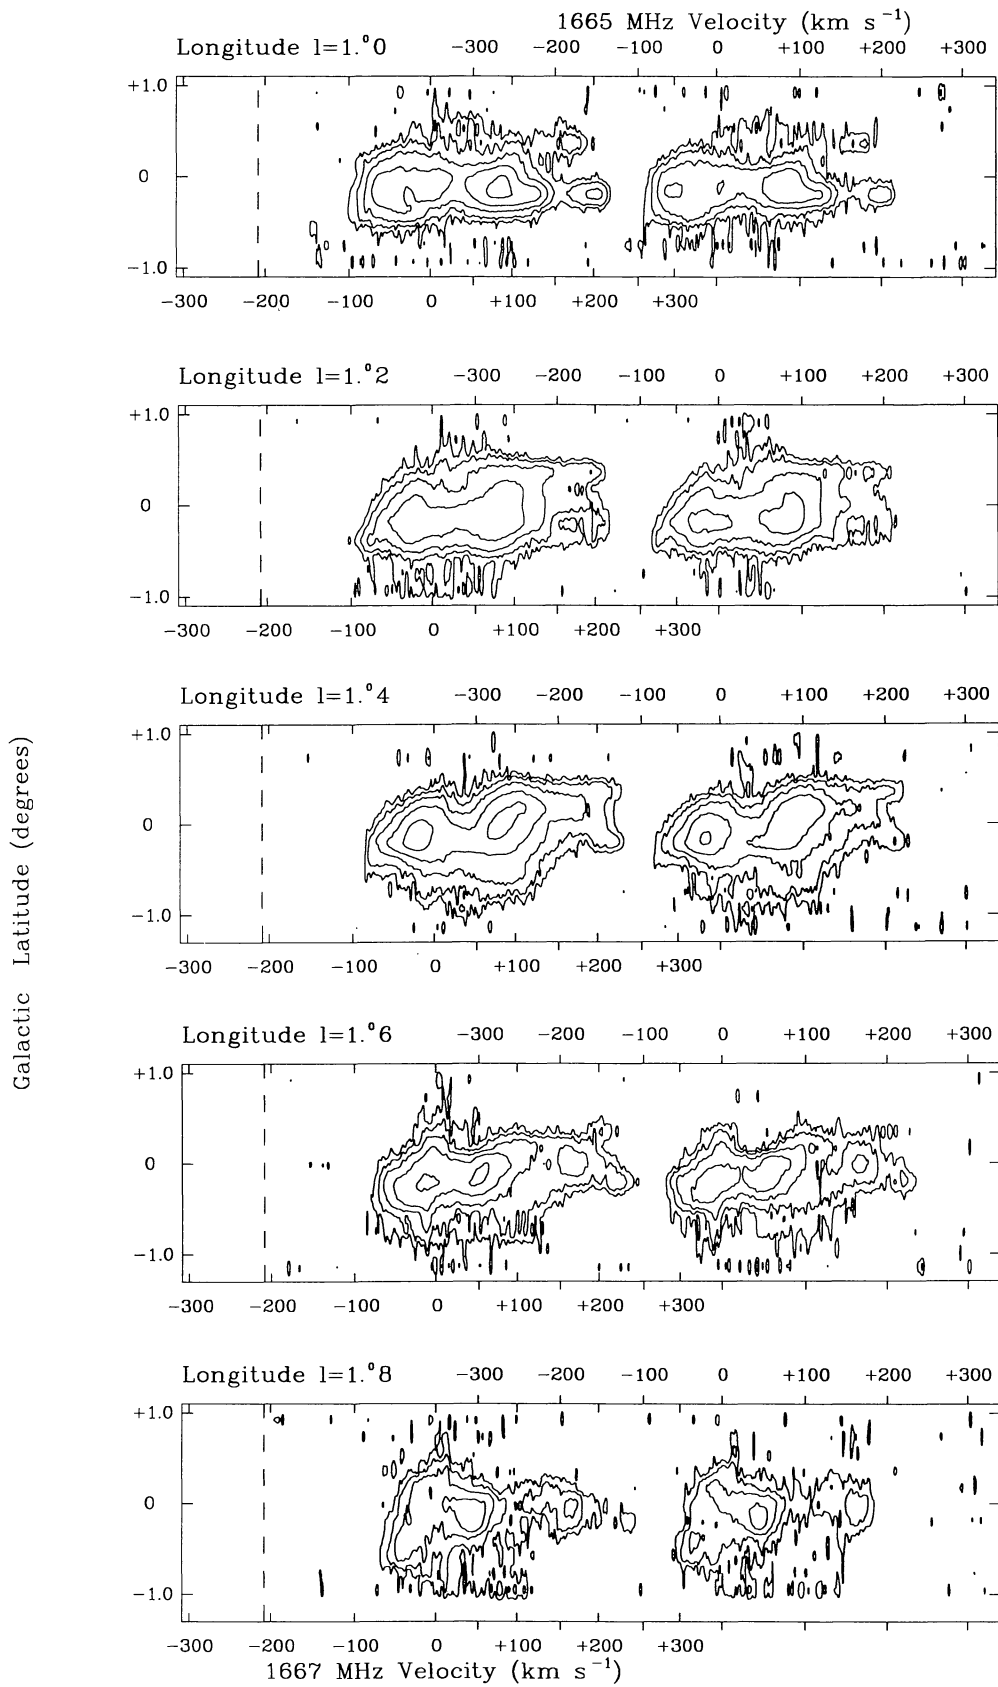 1665 MHz Velocity (km s⁻¹)
Longitude l=1.°0 −300 −200 −100 0 +100 +200 +300
+1.0
0
−1.0
−300 −200 −100 0 +100 +200 +300
Longitude l=1.°2 −300 −200 −100 0 +100 +200 +300
+1.0
0
−1.0
−300 −200 −100 0 +100 +200 +300
Longitude l=1.°4 −300 −200 −100 0 +100 +200 +300
+1.0
0
−1.0
−300 −200 −100 0 +100 +200 +300
Galactic Latitude (degrees)
Longitude l=1.°6 −300 −200 −100 0 +100 +200 +300
+1.0
0
−1.0
−300 −200 −100 0 +100 +200 +300
Longitude l=1.°8 −300 −200 −100 0 +100 +200 +300
+1.0
0
−1.0
−300 −200 −100 0 +100 +200 +300
1667 MHz Velocity (km s⁻¹)